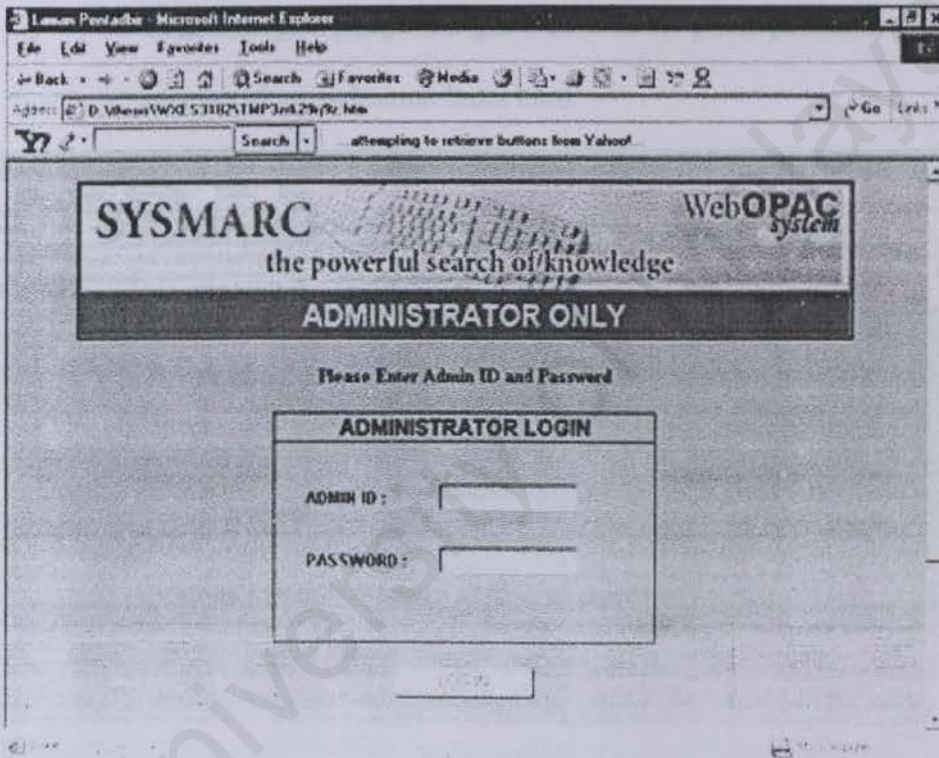 Laman Pentadbir - Microsoft Internet Explorer
File Edit View Favorites Tools Help
Back Search Favorites Media
Address
Go Links
Y! Search attempting to retrieve buttons from Yahoo!...
SYSMARC WebOPAC system
the powerful search of knowledge
ADMINISTRATOR ONLY
Please Enter Admin ID and Password
ADMINISTRATOR LOGIN
ADMIN ID :
PASSWORD :